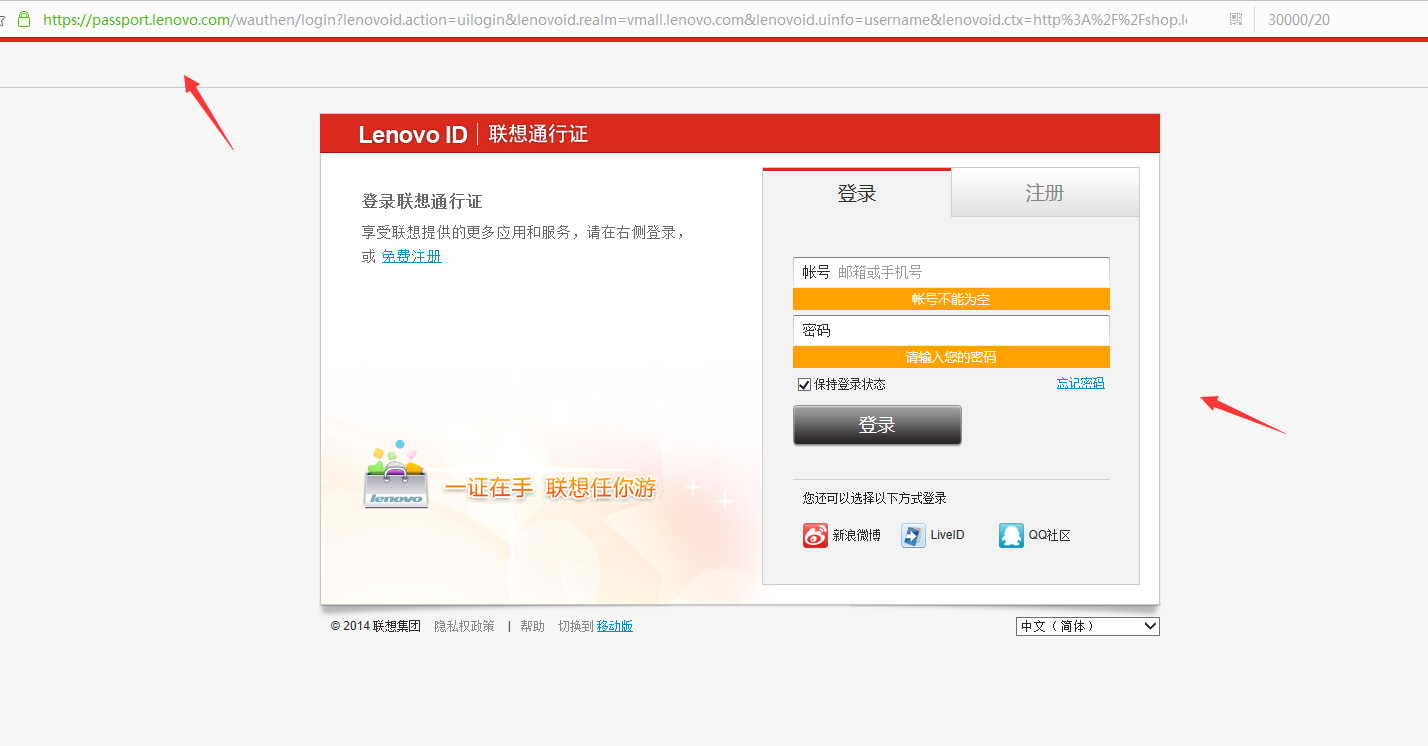 https://passport.lenovo.com/wauthen/login?lenovoid.action=uilogin&lenovoid.realm=vmall.lenovo.com&lenovoid.uinfo=username&lenovoid.ctx=http%3A%2F%2Fshop.l
30000/20
Lenovo ID | 联想通行证
登录联想通行证
享受联想提供的更多应用和服务，请在右侧登录，
或 免费注册
lenovo
一证在手 联想任你游
登录
注册
帐号 邮箱或手机号
帐号不能为空
密码
请输入您的密码
保持登录状态
忘记密码
登录
您还可以选择以下方式登录
新浪微博
LiveID
QQ社区
© 2014 联想集团 隐私权政策 | 帮助 切换到 移动版
中文 ( 简体 )